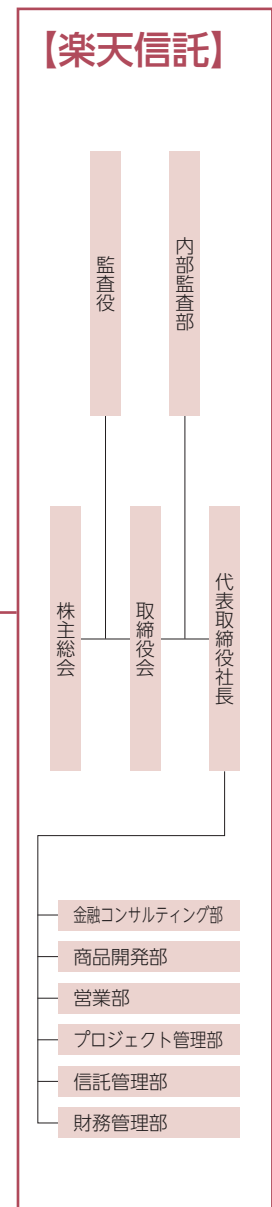 【楽天信託】
監査役
内部監査部
株主総会
取締役会
代表取締役社長
金融コンサルティング部
商品開発部
営業部
プロジェクト管理部
信託管理部
財務管理部